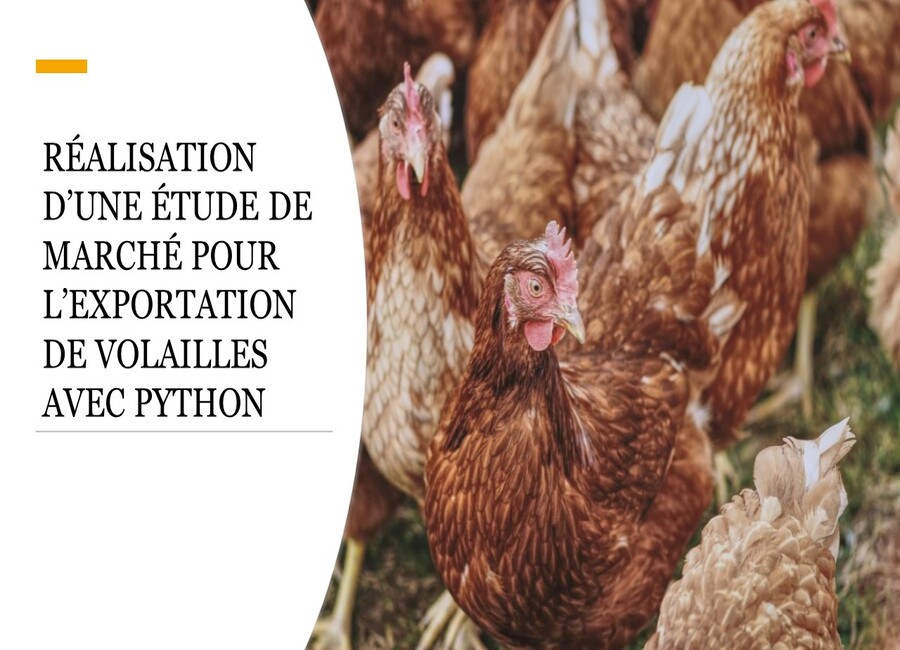 RÉALISATION
D’UNE ÉTUDE DE
MARCHÉ POUR
L’EXPORTATION
DE VOLAILLES
AVEC PYTHON